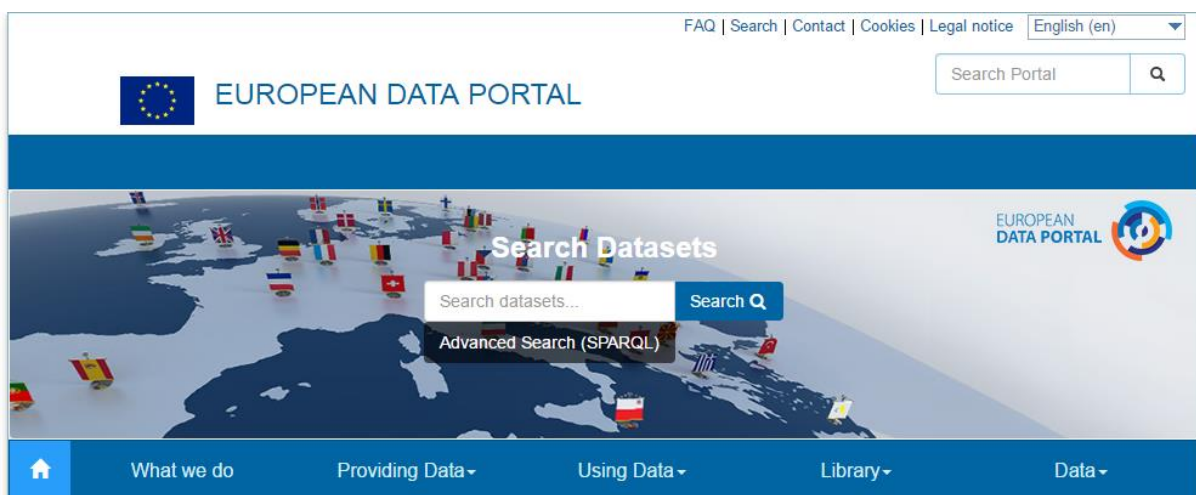 FAQ | Search | Contact | Cookies | Legal notice English (en)
Search Portal
EUROPEAN DATA PORTAL
EUROPEAN
DATA PORTAL
Search Datasets
Search datasets... Search
Advanced Search (SPARQL)
What we do Providing Data Using Data Library Data